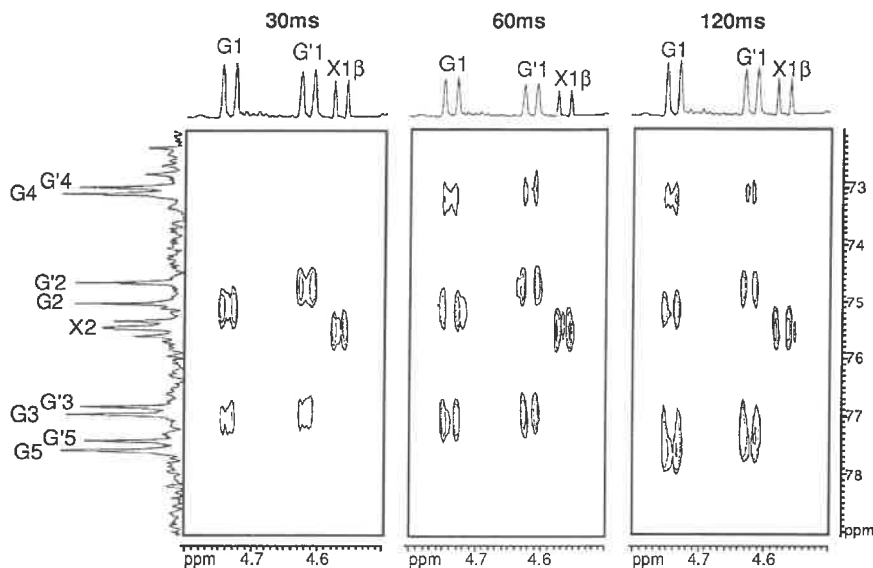 30ms 60ms 120ms
G1 G'1 X1β G1 G'1 X1β G1 G'1 X1β
G4 G'4
G'2
G2
X2
G'3
G3
G'5
G5
73
74
75
76
77
78
ppm
ppm 4.7 4.6 ppm 4.7 4.6 ppm 4.7 4.6